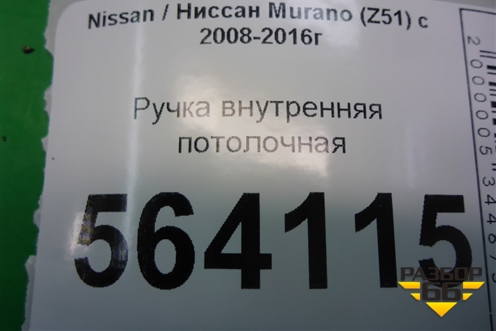 Nissan / Ниссан Murano (Z51) с
2008-2016г
Ручка внутренняя
потолочная
564115
РАЗБОР
66